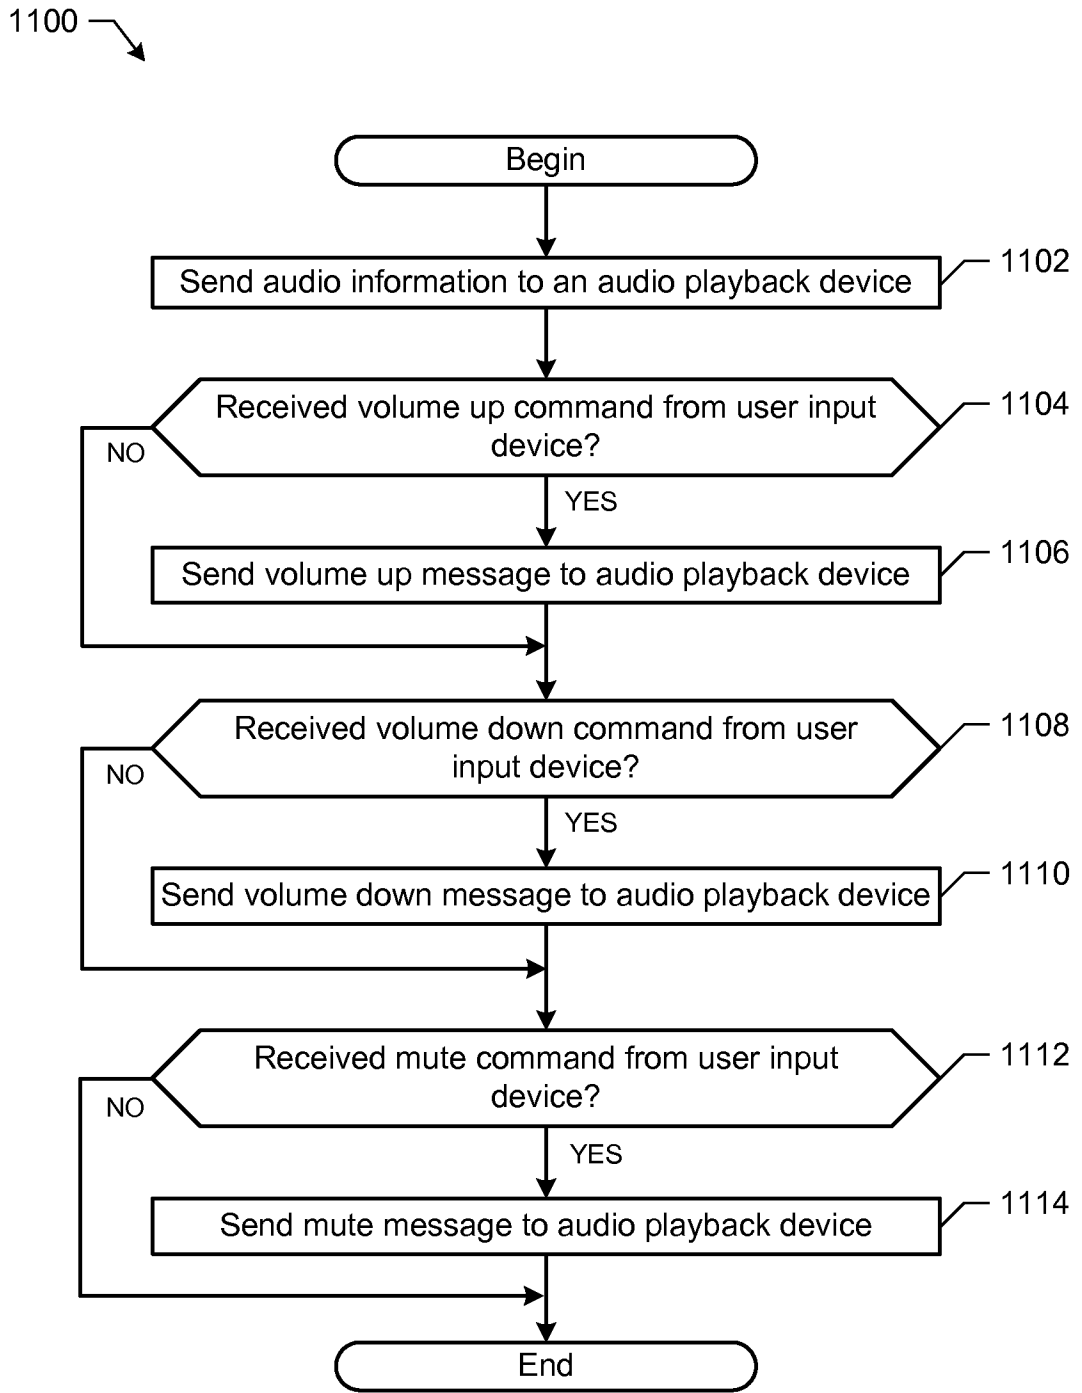 1100
Begin
Send audio information to an audio playback device
1102
Received volume up command from user input
device?
1104
NO
YES
Send volume up message to audio playback device
1106
Received volume down command from user
input device?
1108
NO
YES
Send volume down message to audio playback device
1110
Received mute command from user input
device?
1112
NO
YES
Send mute message to audio playback device
1114
End